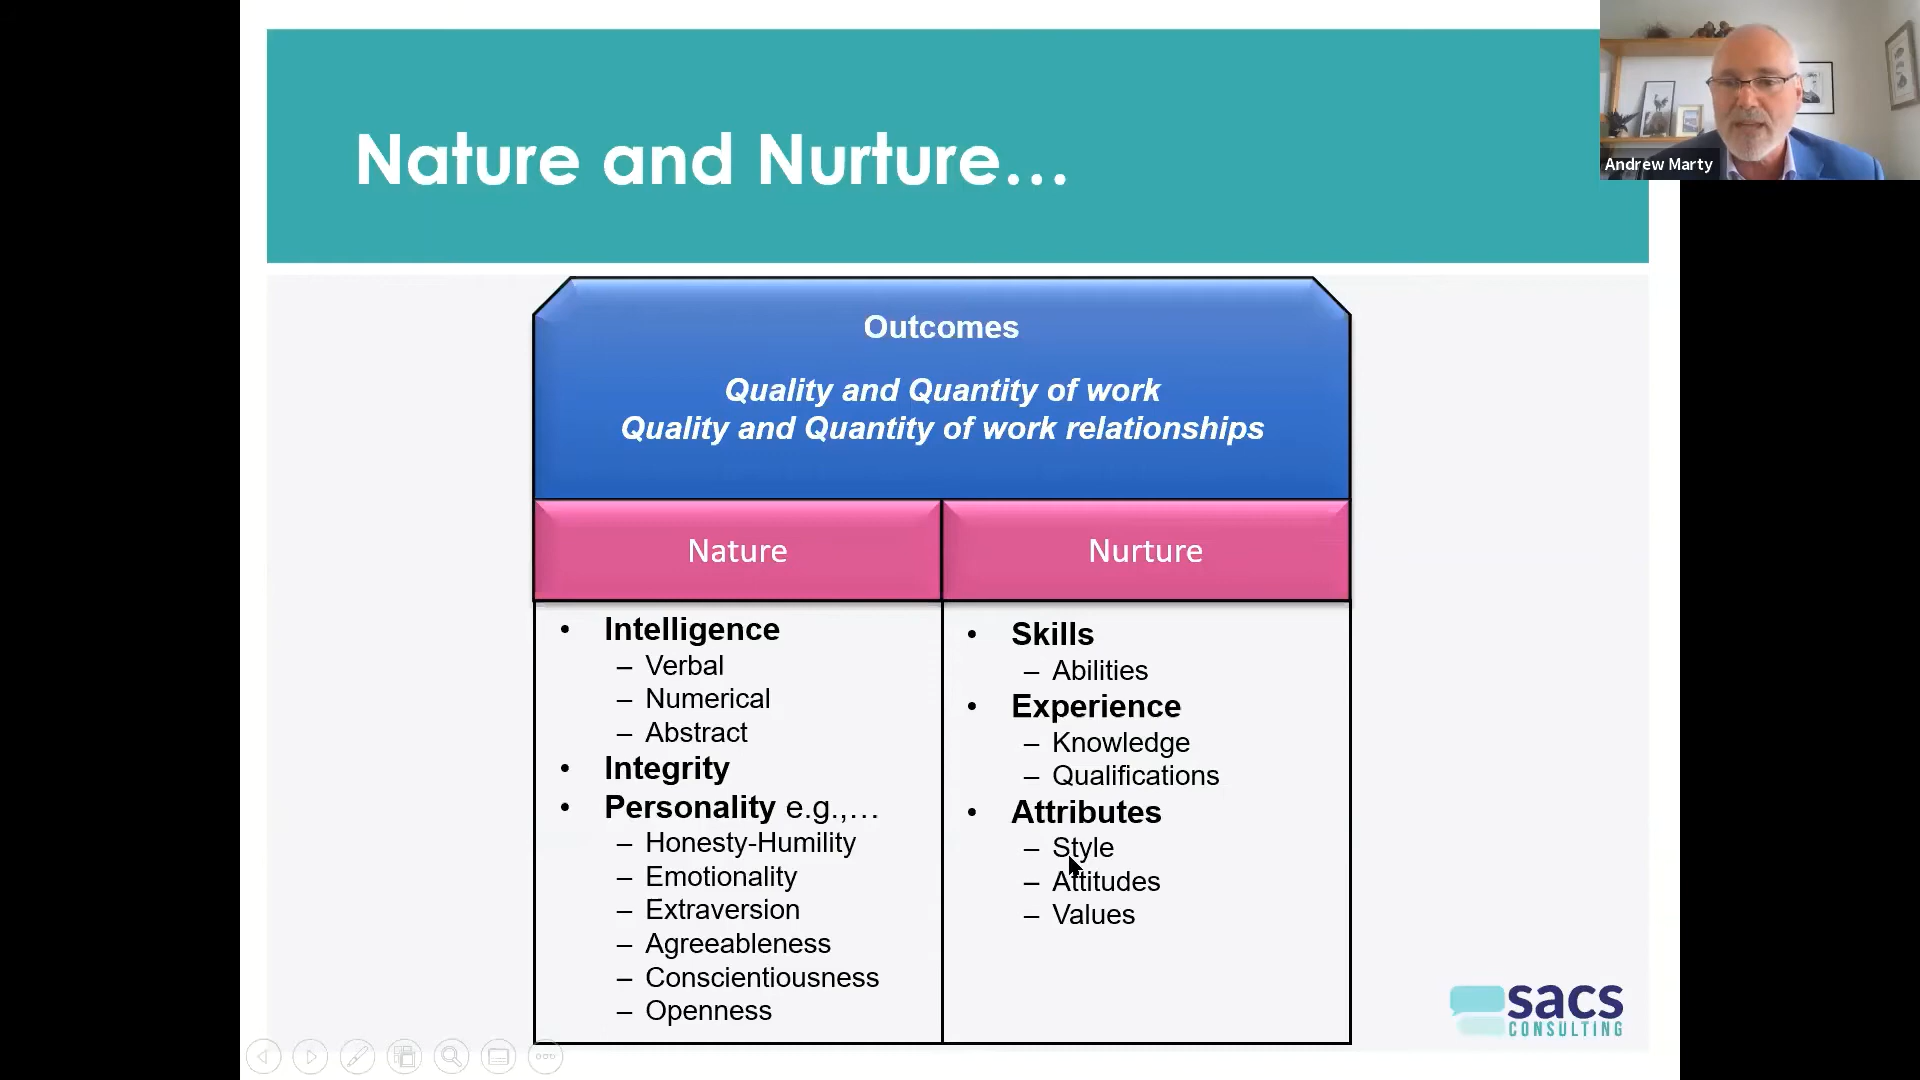 Nature and Nurture…
Andrew Marty
Outcomes
Quality and Quantity of work
Quality and Quantity of work relationships
Nature
Nurture
• Intelligence
– Verbal
– Numerical
– Abstract
• Integrity
• Personality e.g.,…
– Honesty-Humility
– Emotionality
– Extraversion
– Agreeableness
– Conscientiousness
– Openness
• Skills
– Abilities
• Experience
– Knowledge
– Qualifications
• Attributes
– Style
– Attitudes
– Values
sacs
CONSULTING